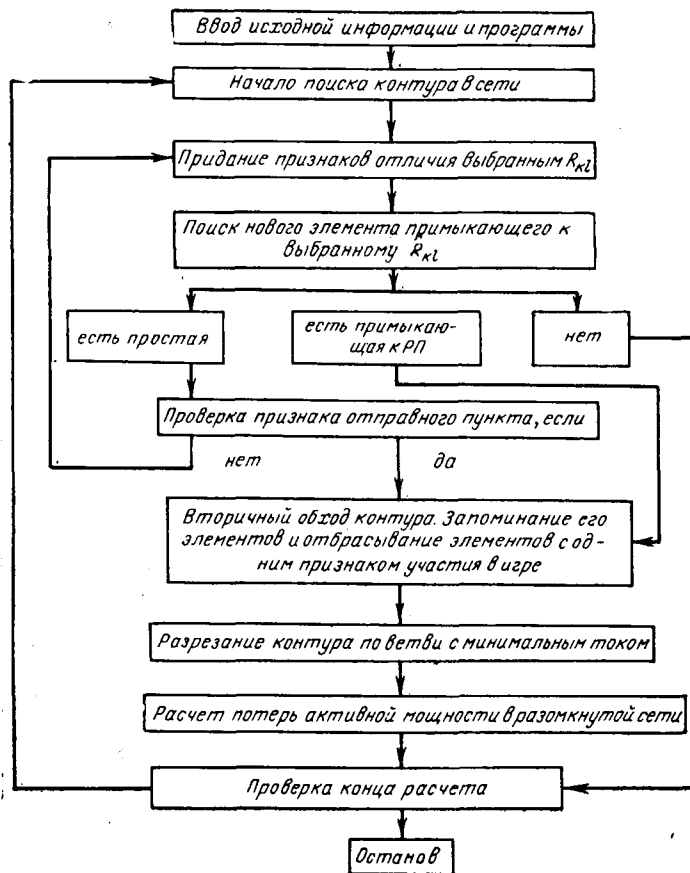 Ввод исходной информации и программы
Начало поиска контура в сети
Придание признаков отличия выбранным Rкl
Поиск нового элемента примыкающего к
выбранному Rкl
есть простая
есть примыкаю-
щая к РП
нет
Проверка признака отправного пункта, если
нет
да
Вторичный обход контура. Запоминание его
элементов и отбрасывание элементов с од-
ним признаком участия в игре
Разрезание контура по ветви с минимальным током
Расчет потерь активной мощности в разомкнутой сети
Проверка конца расчета
Останов